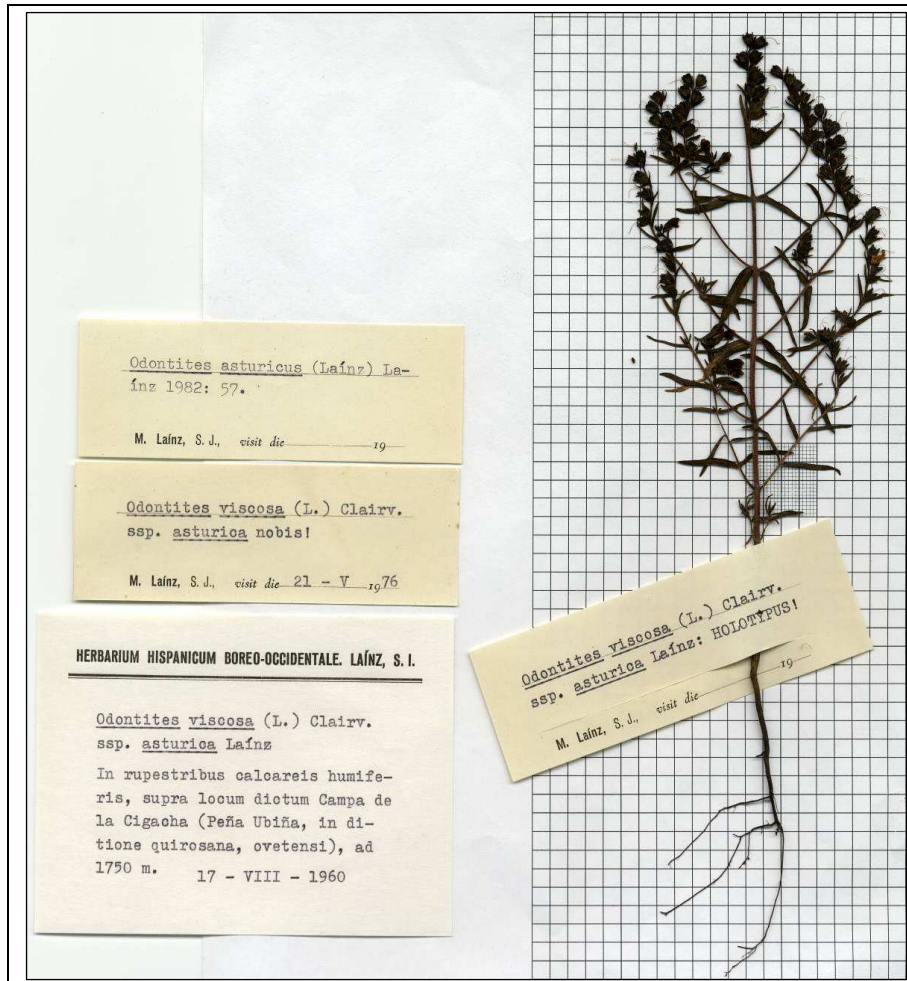 Odontites asturicus (Laínz) La-
ínz 1982: 57.
M. Laínz, S. J., visit die 19
Odontites viscosa (L.) Clairv.
ssp. asturica nobis!
M. Laínz, S. J., visit die 21 - V 1976
HERBARIUM HISPANICUM BOREO-OCCIDENTALE. LAÍNZ, S. I.
Odontites viscosa (L.) Clairv.
ssp. asturica Laínz
In rupestribus calcareis humife-
ris, supra locum dictum Campa de
la Cigacha (Peña Ubiña, in di-
tione quirosana, ovetensi), ad
1750 m. 17 - VIII - 1960
Odontites viscosa (L.) Clairv.
ssp. asturica Laínz: HOLOTYPUS!
M. Laínz, S. J., visit die 19